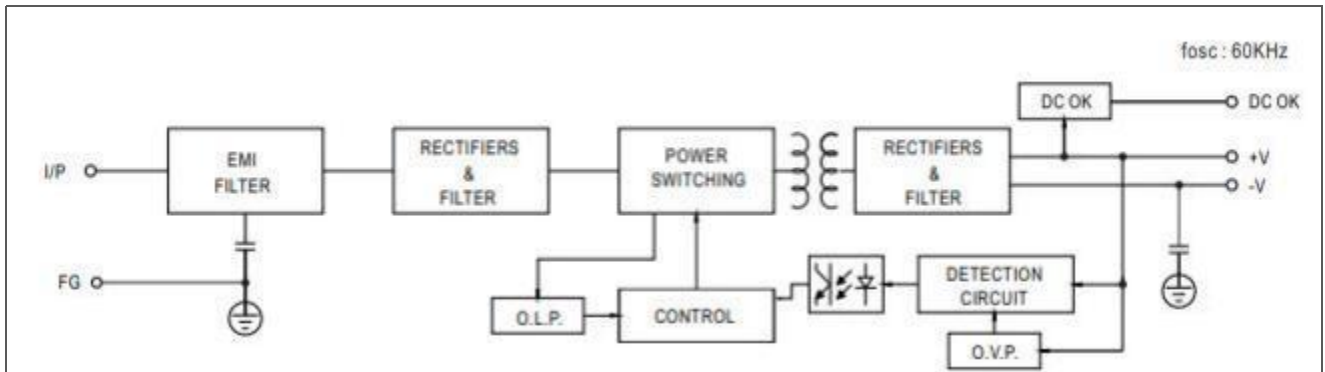 fosc : 60KHz
DC OK
DC OK
I/P
EMI
FILTER
RECTIFIERS
&
FILTER
POWER
SWITCHING
RECTIFIERS
&
FILTER
+V
-V
FG
O.L.P.
CONTROL
DETECTION
CIRCUIT
O.V.P.